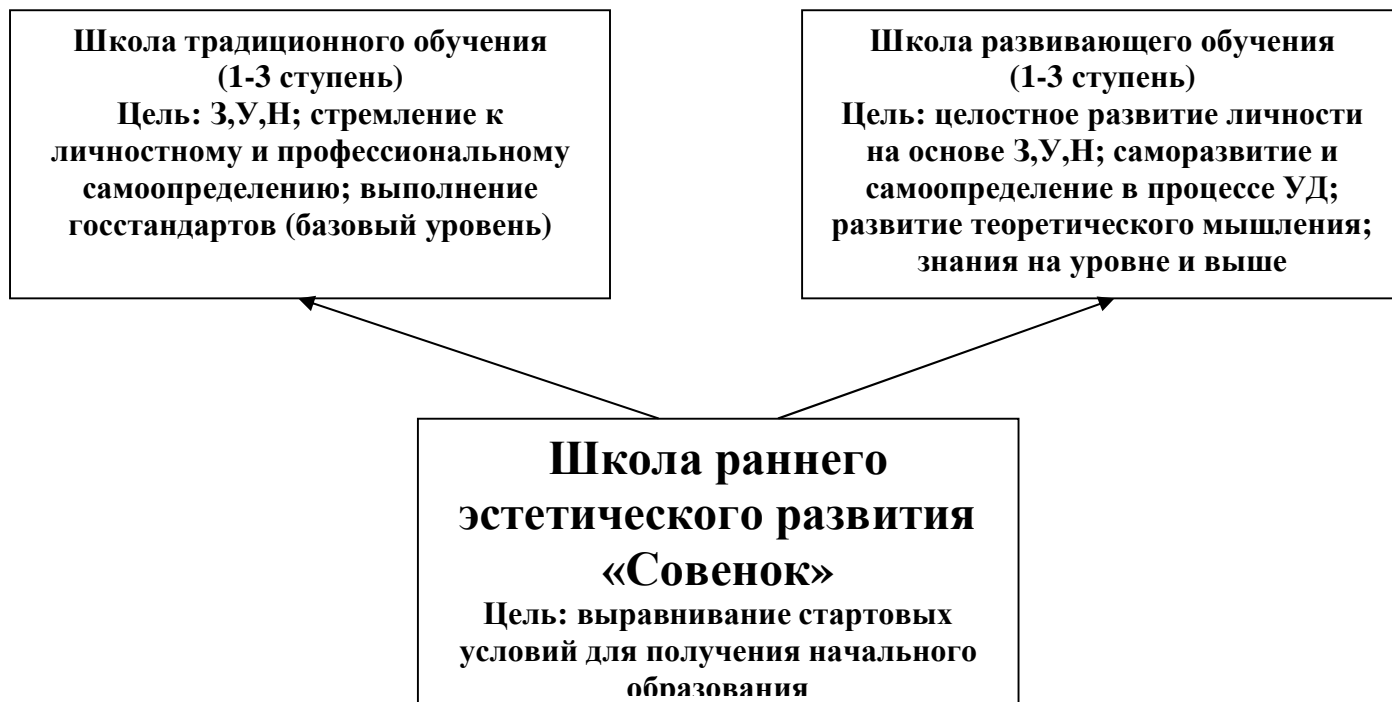 Школа традиционного обучения
(1-3 ступень)
Цель: З,У,Н; стремление к
личностному и профессиональному
самоопределению; выполнение
госстандартов (базовый уровень)
Школа развивающего обучения
(1-3 ступень)
Цель: целостное развитие личности
на основе З,У,Н; саморазвитие и
самоопределение в процессе УД;
развитие теоретического мышления;
знания на уровне и выше
Школа раннего
эстетического развития
«Совенок»
Цель: выравнивание стартовых
условий для получения начального
образования